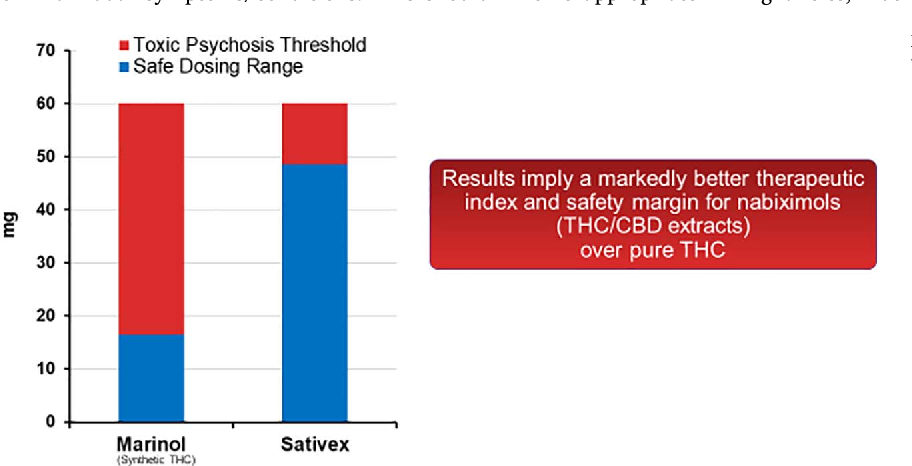 70
Toxic Psychosis Threshold
Safe Dosing Range
60
50
40
30
20
10
0
mg
Marinol
(Synthetic THC)
Sativex
Results imply a markedly better therapeutic
index and safety margin for nabiximols
(THC/CBD extracts)
over pure THC